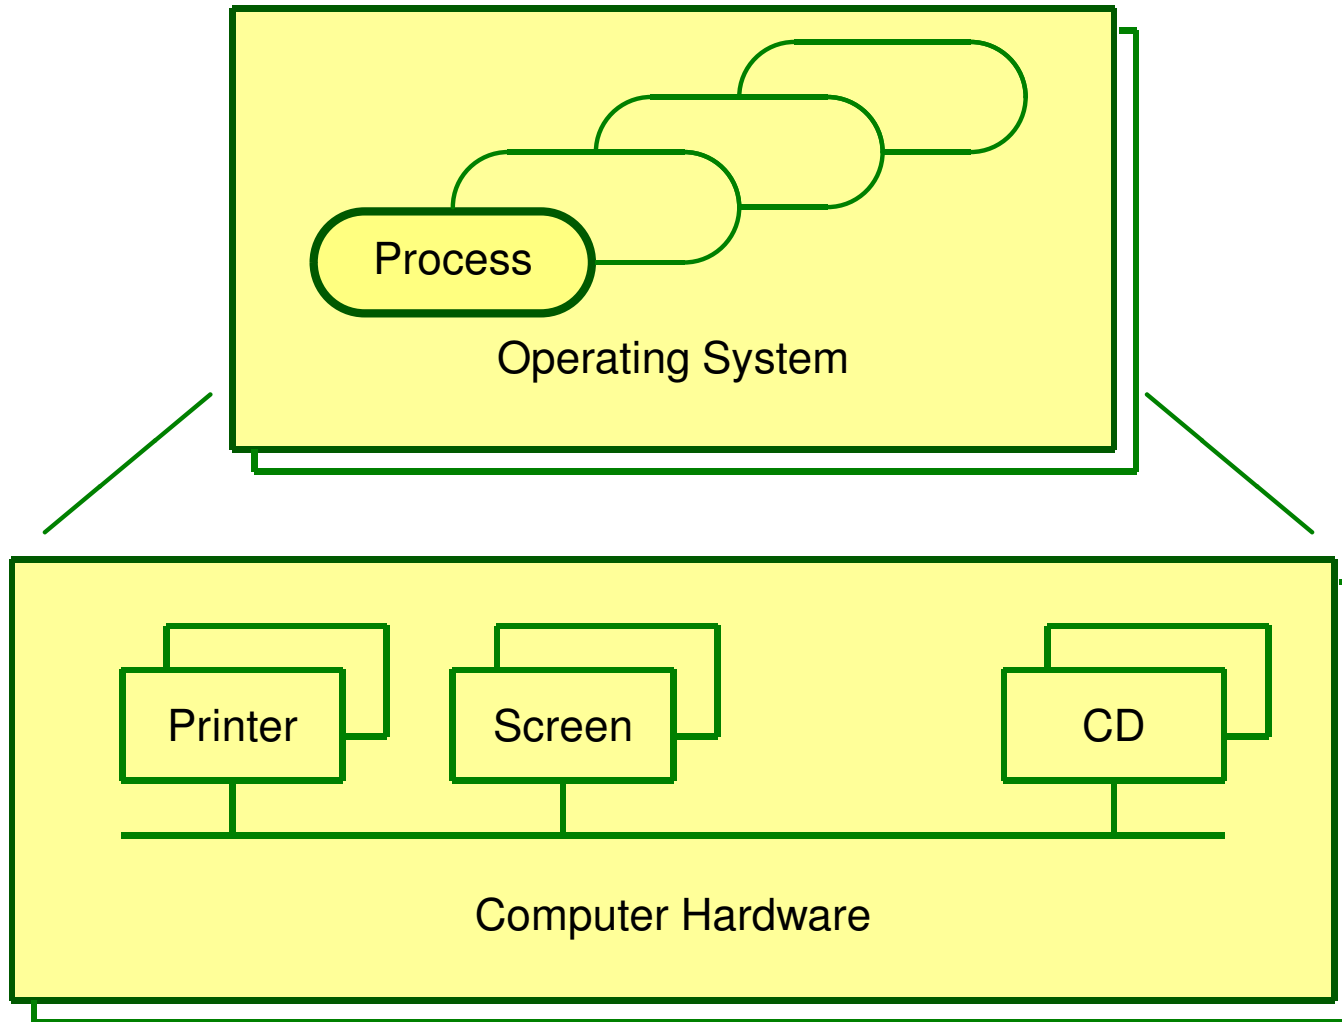 Process
Operating System
Printer
Screen
CD
Computer Hardware